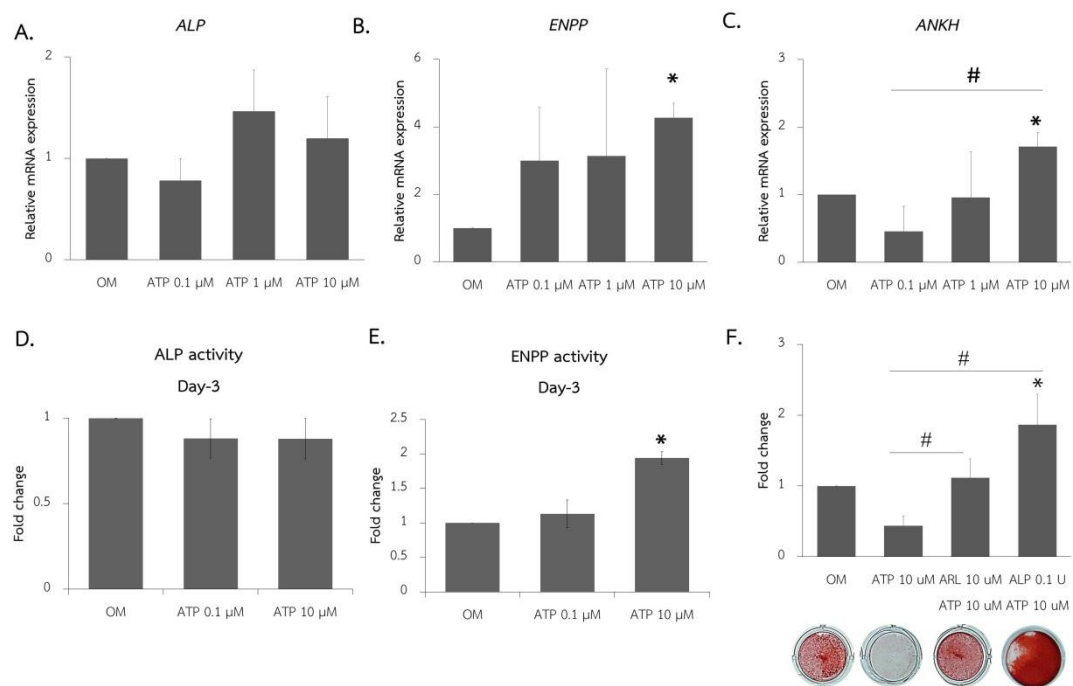 A.
ALP
Relative mRNA expression
2
1
0
OM
ATP 0.1 µM
ATP 1 µM
ATP 10 µM
B.
ENPP
Relative mRNA expression
6
4
2
0
*
OM
ATP 0.1 µM
ATP 1 µM
ATP 10 µM
C.
ANKH
Relative mRNA expression
3
2
1
0
#
*
OM
ATP 0.1 µM
ATP 1 µM
ATP 10 µM
D.
ALP activity
Day-3
Fold change
1
0.5
0
OM
ATP 0.1 µM
ATP 10 µM
E.
ENPP activity
Day-3
Fold change
2.5
2
1.5
1
0.5
0
*
OM
ATP 0.1 µM
ATP 10 µM
F.
Fold change
3
2
1
0
#
#
*
OM
ATP 10 uM
ARL 10 uM
ATP 10 uM
ALP 0.1 U
ATP 10 uM